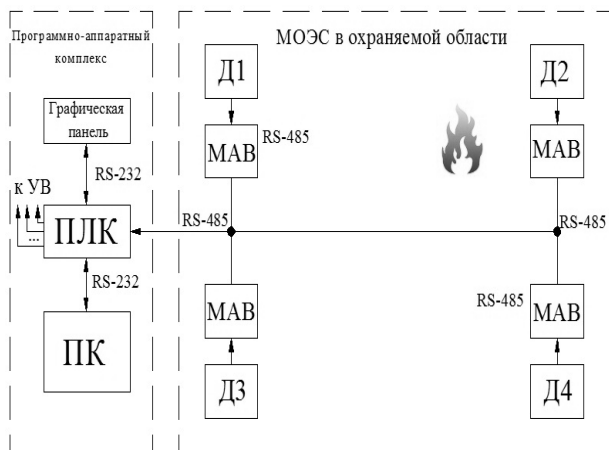 Программно-аппаратный
комплекс
МОЭС в охраняемой области
Графическая
панель
RS-232
к УВ
...
ПЛК
RS-232
ПК
Д1
Д2
МАВ
RS-485
МАВ
RS-485
RS-485
МАВ
RS-485
МАВ
Д3
Д4